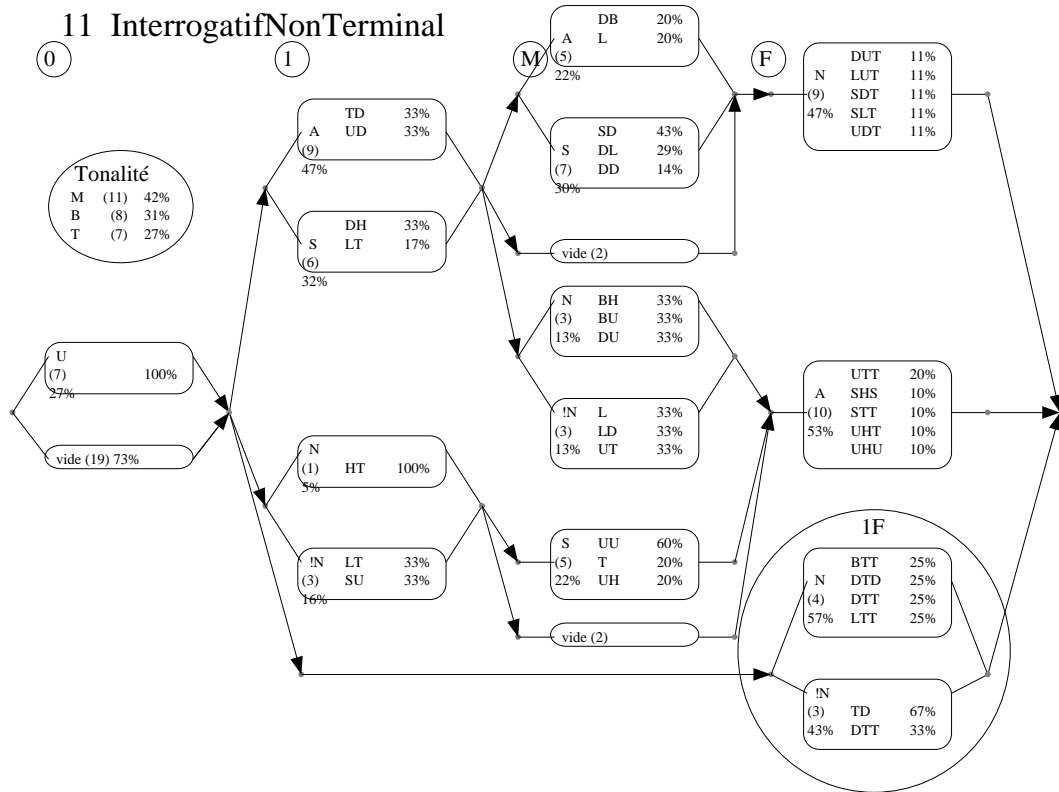 11 InterrogatifNonTerminal
0
1
M
F
Tonalité
M (11) 42%
B (8) 31%
T (7) 27%
U
(7) 100%
27%
vide (19) 73%
TD 33%
A UD 33%
(9)
47%
DH 33%
S LT 17%
(6)
32%
N
(1) HT 100%
5%
!N LT 33%
(3) SU 33%
16%
DB 20%
A L 20%
(5)
22%
SD 43%
S DL 29%
(7) DD 14%
30%
vide (2)
N BH 33%
(3) BU 33%
13% DU 33%
!N L 33%
(3) LD 33%
13% UT 33%
S UU 60%
(5) T 20%
22% UH 20%
vide (2)
DUT 11%
N LUT 11%
(9) SDT 11%
47% SLT 11%
UDT 11%
UTT 20%
A SHS 10%
(10) STT 10%
53% UHT 10%
UHU 10%
1F
BTT 25%
N DTD 25%
(4) DTT 25%
57% LTT 25%
!N
(3) TD 67%
43% DTT 33%